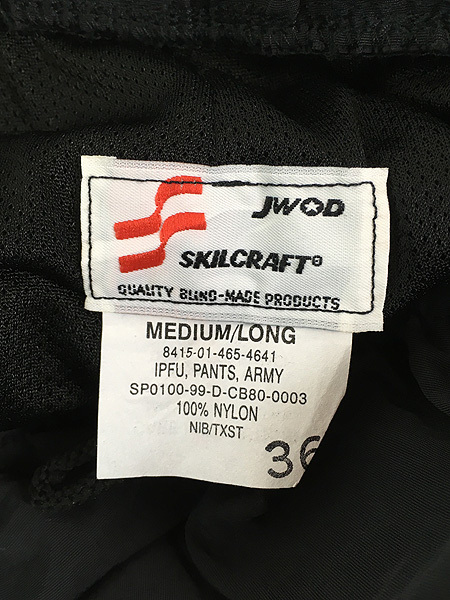 JWOD
SKILCRAFT®
QUALITY BLIND-MADE PRODUCTS
MEDIUM/LONG
8415-01-465-4641
IPFU, PANTS, ARMY
SP0100-99-D-CB80-0003
100% NYLON
NIB/TXST
36